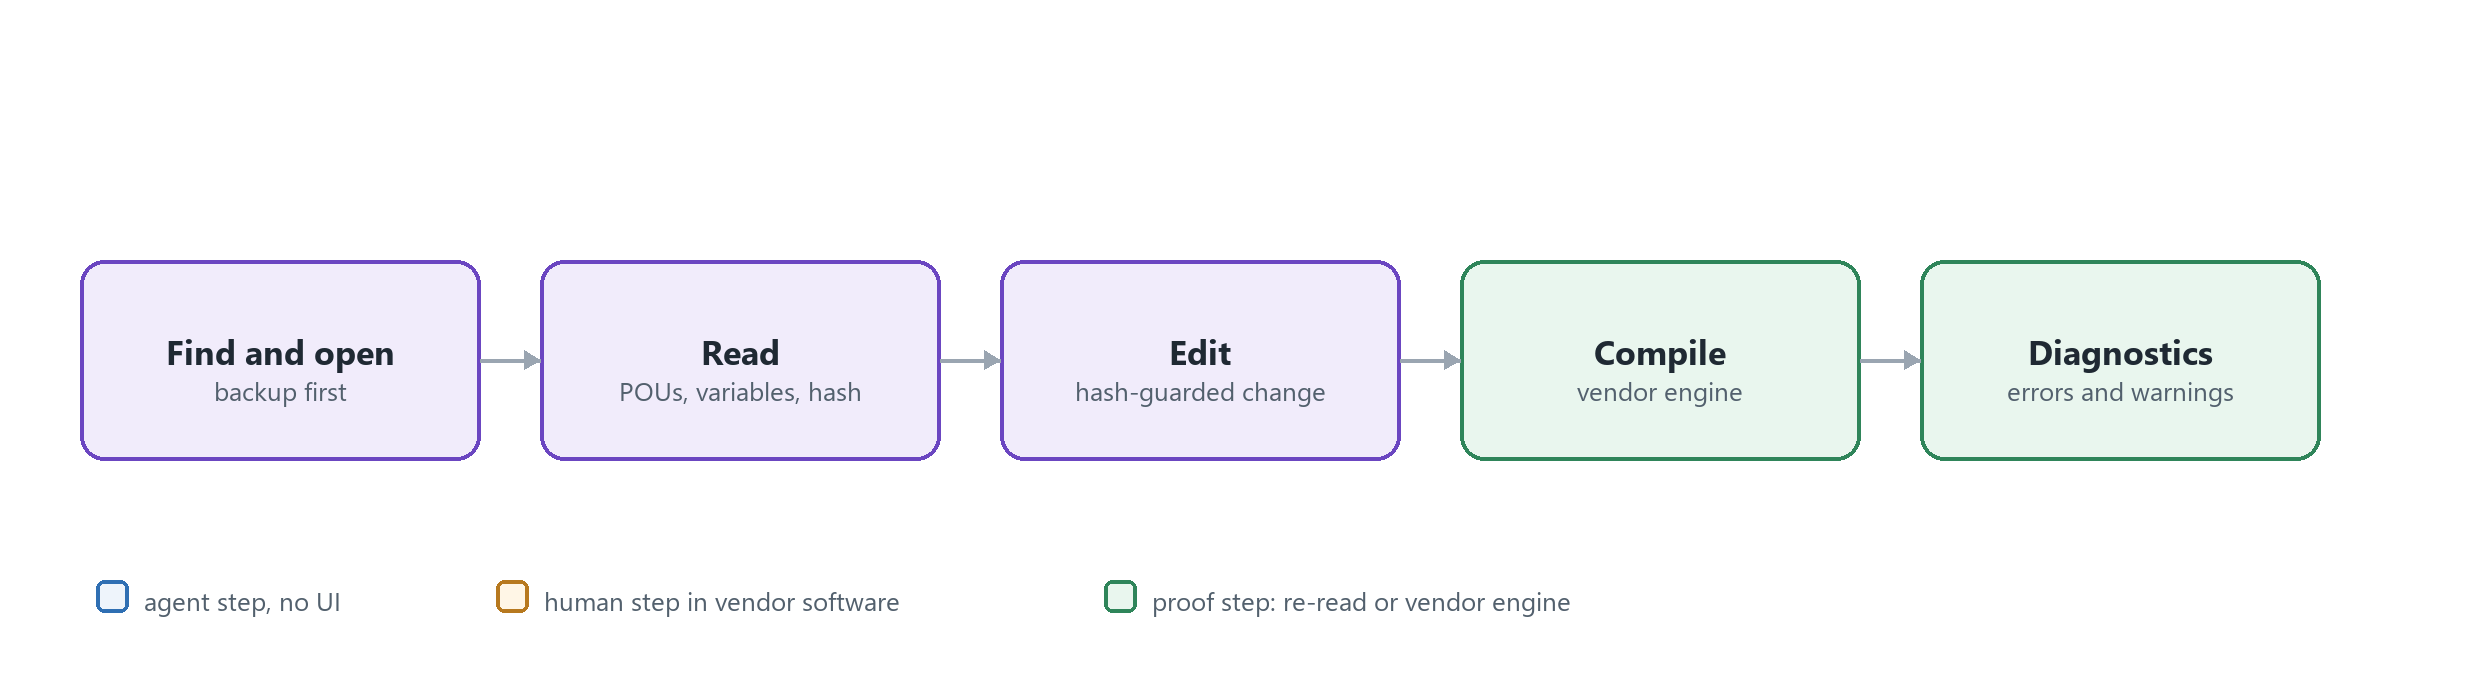 Find and open
backup first
Read
POUs, variables, hash
Edit
hash-guarded change
Compile
vendor engine
Diagnostics
errors and warnings
agent step, no UI
human step in vendor software
proof step: re-read or vendor engine